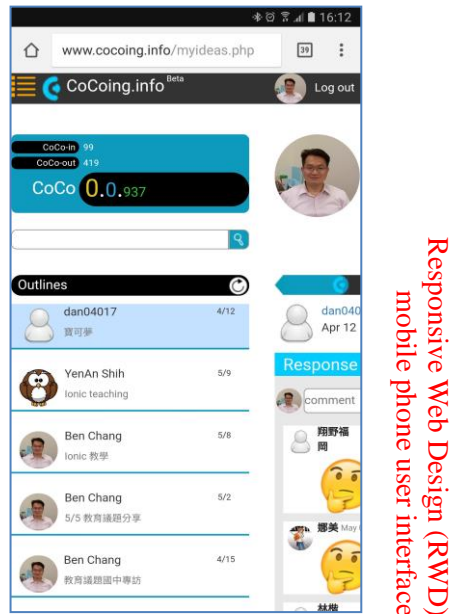 16:12
www.cocoing.info/myideas.php
39
CoCoing.info Beta
Log out
CoCo-in 99
CoCo-out 419
CoCo 0.0.937
Outlines
dan04017 4/12
寶可夢
YenAn Shih 5/9
Ionic teaching
Ben Chang 5/8
Ionic 教學
Ben Chang 5/2
5/5 教育議題分享
Ben Chang 4/15
教育議題國中專訪
dan040
Apr 12
Response
comment
翔野福
岡
娜美 May
林楷
Responsive Web Design (RWD)
mobile phone user interface